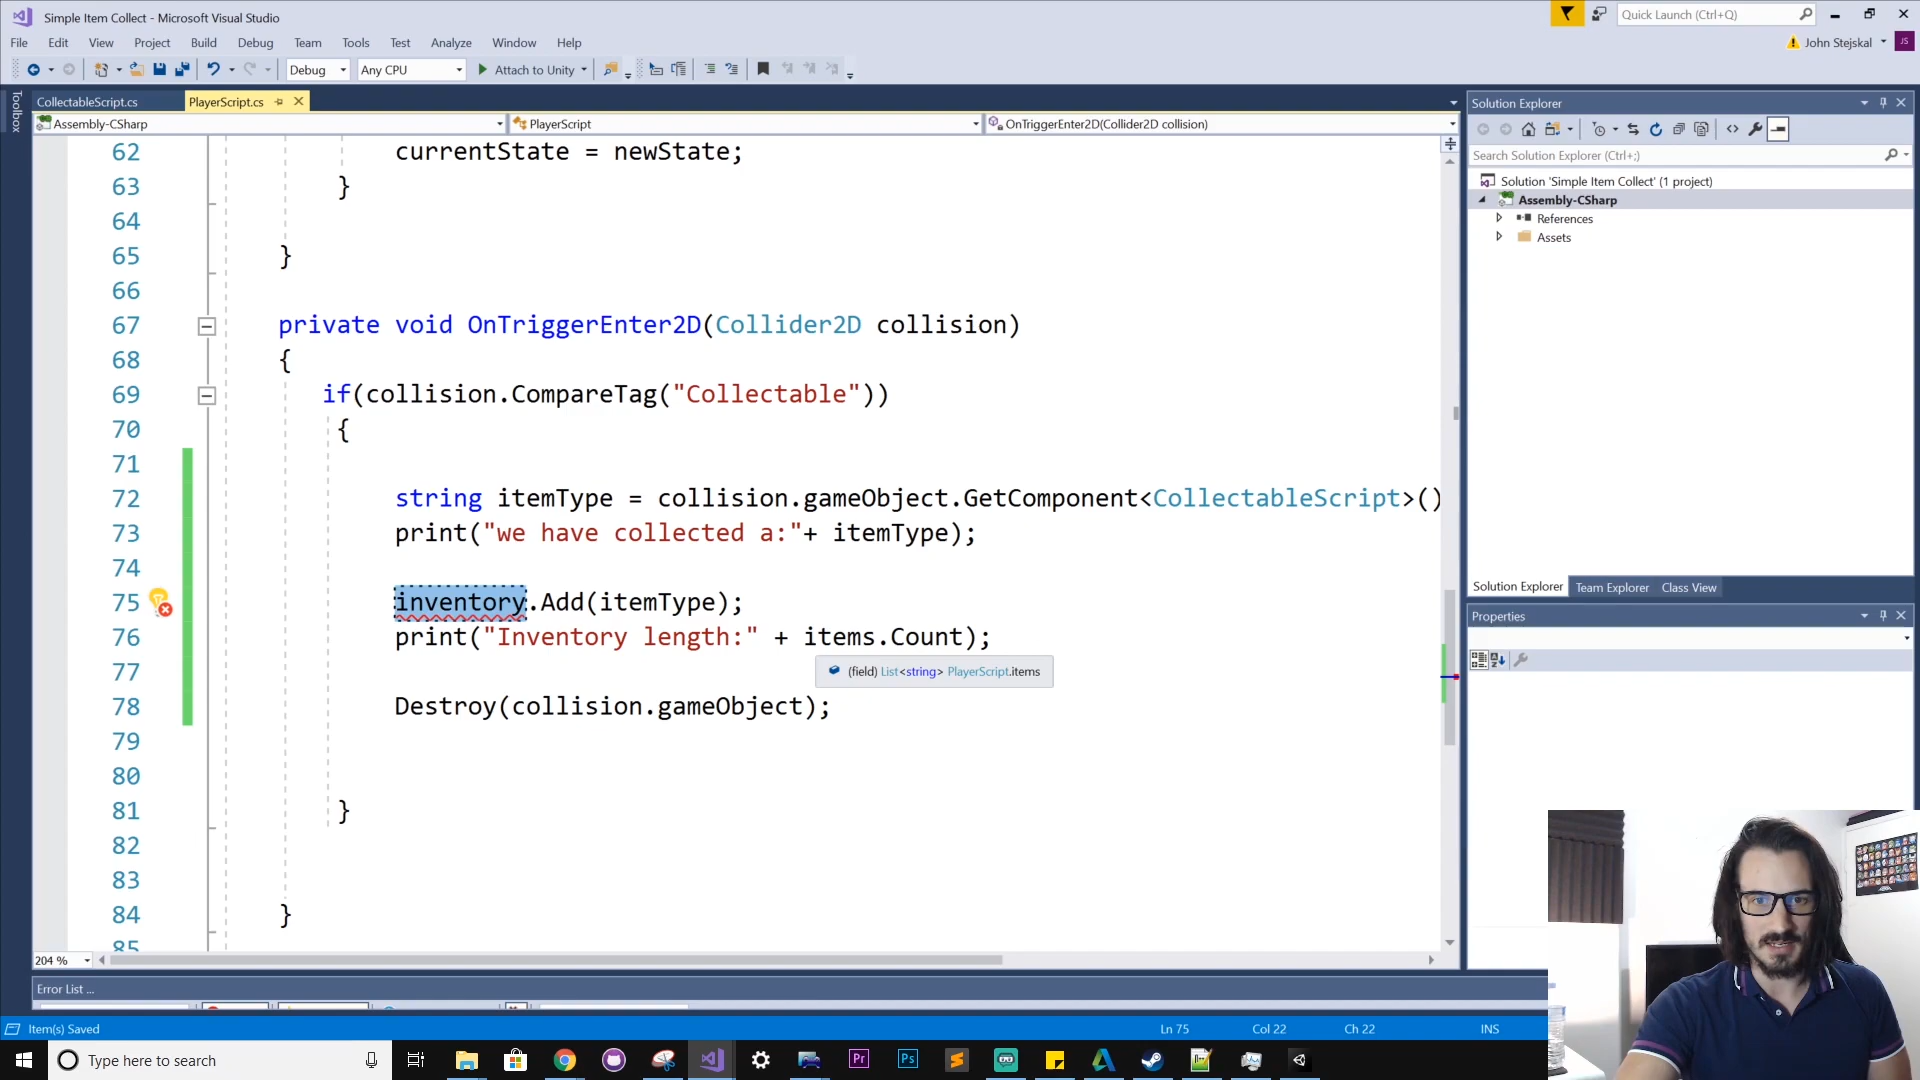 Simple Item Collect - Microsoft Visual Studio
Quick Launch (Ctrl+Q)
File Edit View Project Build Debug Team Tools Test Analyze Window Help
John Stejskal
JS
Debug Any CPU Attach to Unity
Toolbox
CollectableScript.cs PlayerScript.cs
Assembly-CSharp PlayerScript OnTriggerEnter2D(Collider2D collision)
62 currentState = newState;
63 }
64
65 }
66
67 private void OnTriggerEnter2D(Collider2D collision)
68 {
69 if(collision.CompareTag("Collectable"))
70 {
71
72 string itemType = collision.gameObject.GetComponent<CollectableScript>()
73 print("we have collected a:"+ itemType);
74
75 inventory.Add(itemType);
76 print("Inventory length:" + items.Count);
(field) List<string> PlayerScript.items
77
78 Destroy(collision.gameObject);
79
80
81 }
82
83
84 }
85
204 %
Error List ...
Item(s) Saved Ln 75 Col 22 Ch 22 INS
Solution Explorer
Search Solution Explorer (Ctrl+;)
Solution 'Simple Item Collect' (1 project)
Assembly-CSharp
References
Assets
Solution Explorer Team Explorer Class View
Properties
Type here to search
Pr
Ps